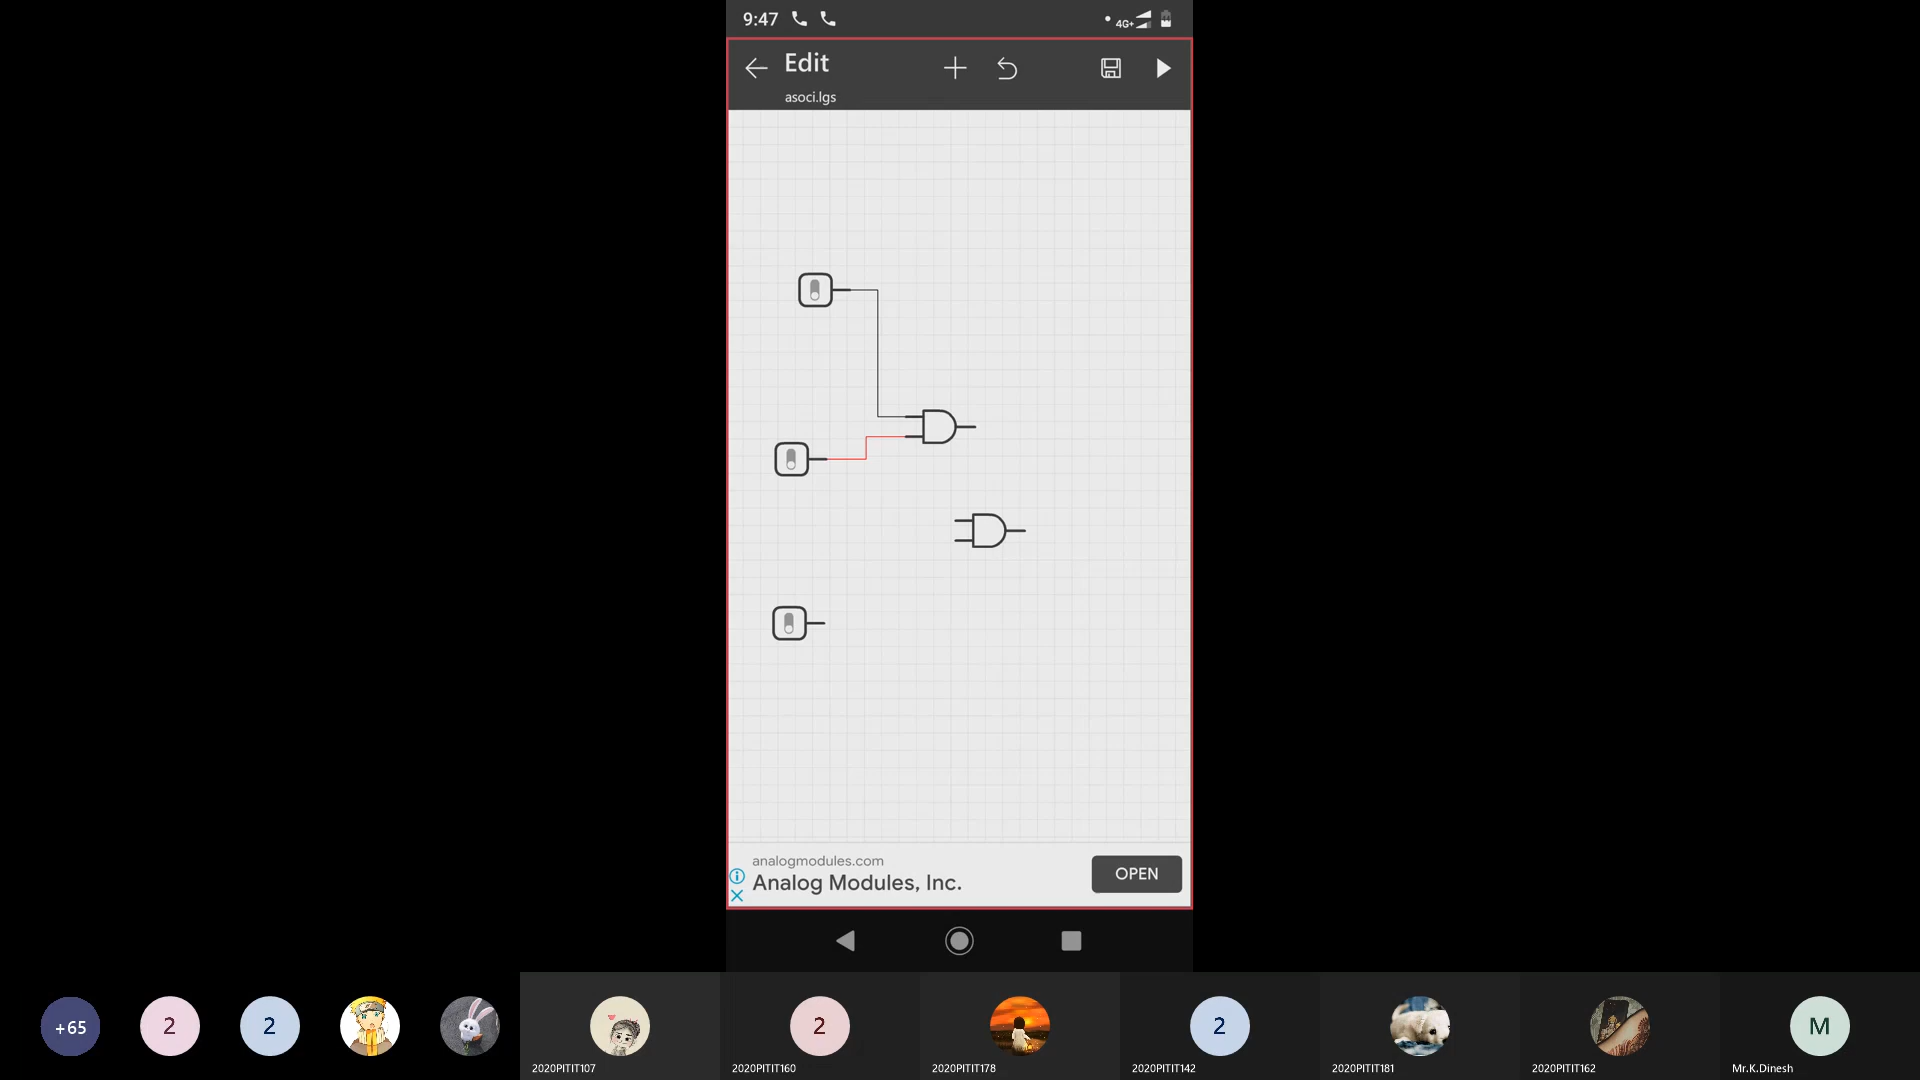 9:47
4G+
Edit
asoci.lgs
analogmodules.com
Analog Modules, Inc.
OPEN
+65
2
2
2
2
M
2020PITIT107
2020PITIT160
2020PITIT178
2020PITIT142
2020PITIT181
2020PITIT162
Mr.K.Dinesh